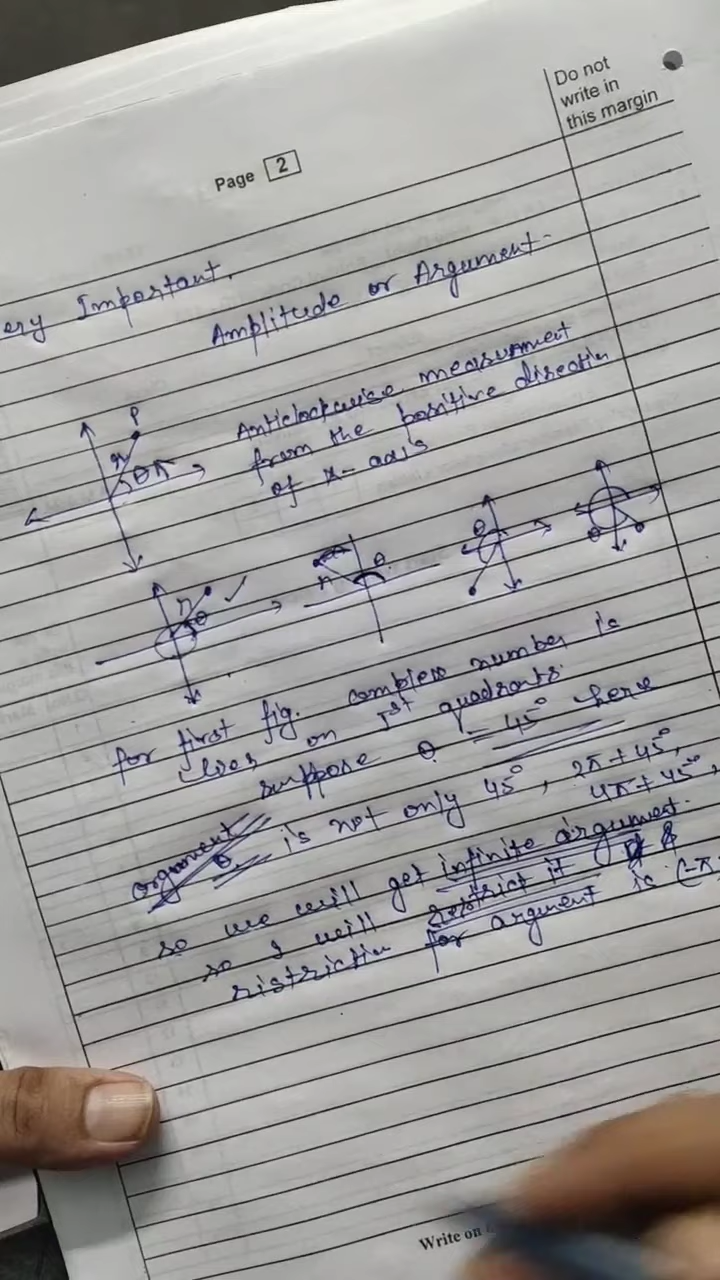 Do not
write in
this margin
Page 2
ery Important.
Amplitude or Argument-
P
r
θ
Anticlockwise measurement
from the positive direction
of x-axis
r
θ
r
θ
θ
θ
for first fig. complex number is
lies on 1st quadrants.
suppose θ = 45° here
argument
θ is not only 45°, 2π+45°,
4π+45°,
so we will get infinite argument.
so I will restrict it
ristriction for argument is (-π,
Write on